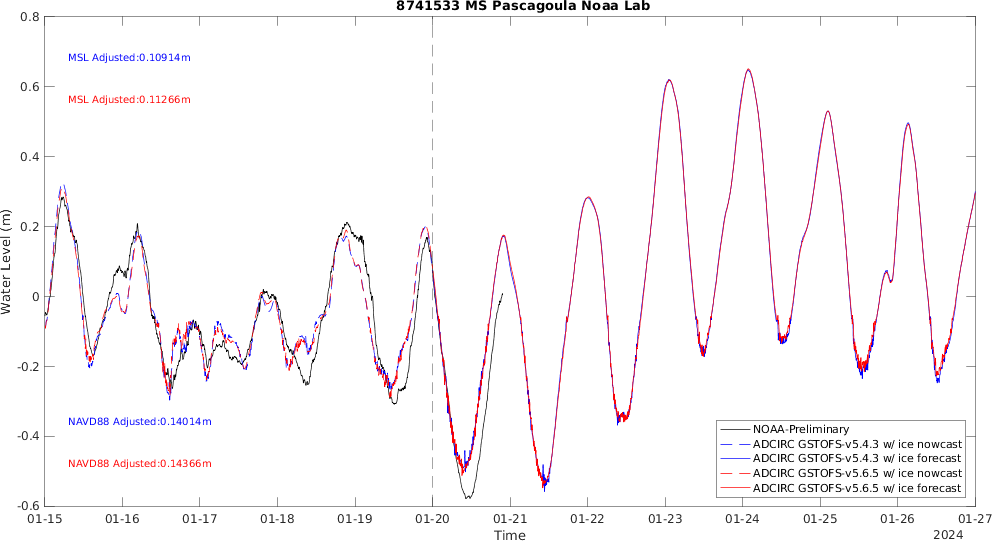 8741533 MS Pascagoula Noaa Lab
0.8
0.6
0.4
0.2
0
-0.2
-0.4
-0.6
Water Level (m)
MSL Adjusted:0.10914m
MSL Adjusted:0.11266m
NAVD88 Adjusted:0.14014m
NAVD88 Adjusted:0.14366m
NOAA-Preliminary
ADCIRC GSTOFS-v5.4.3 w/ ice nowcast
ADCIRC GSTOFS-v5.4.3 w/ ice forecast
ADCIRC GSTOFS-v5.6.5 w/ ice nowcast
ADCIRC GSTOFS-v5.6.5 w/ ice forecast
01-15 01-16 01-17 01-18 01-19 01-20 01-21 01-22 01-23 01-24 01-25 01-26 01-27
Time
2024